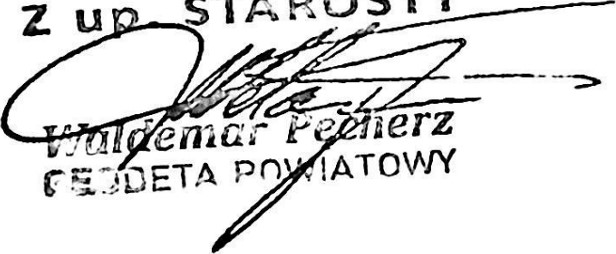 Z up. STAROSTY
Waldemar Pecherz
GEODETA POWIATOWY